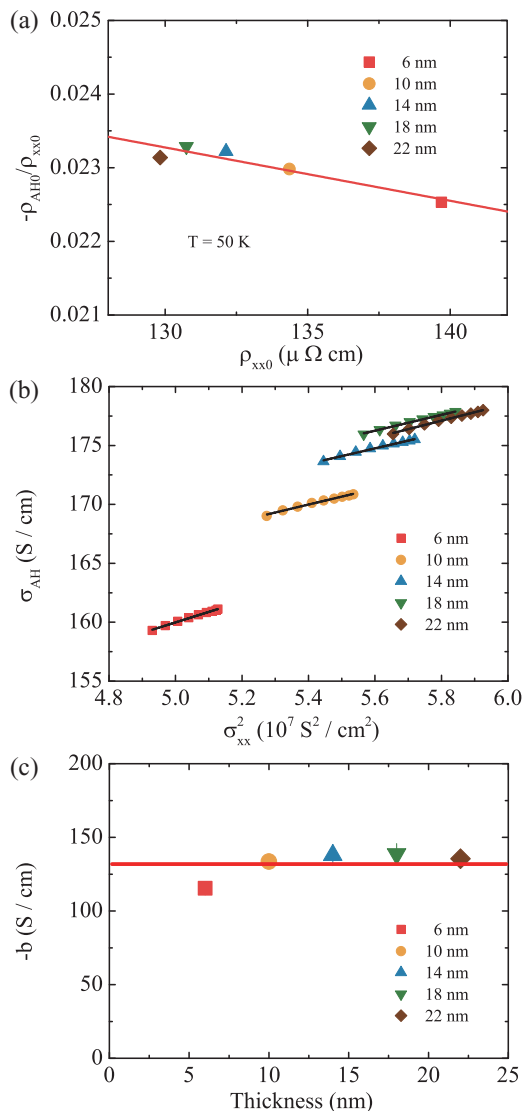 (a)
0.025
0.024
0.023
0.022
0.021
-ρAH0/ρxx0
6 nm
10 nm
14 nm
18 nm
22 nm
T = 50 K
130 135 140
ρxx0 (μ Ω cm)
(b)
180
175
170
165
160
155
σAH (S / cm)
6 nm
10 nm
14 nm
18 nm
22 nm
4.8 5.0 5.2 5.4 5.6 5.8 6.0
σ²xx (10⁷ S² / cm²)
(c)
200
150
100
50
0
-b (S / cm)
6 nm
10 nm
14 nm
18 nm
22 nm
0 5 10 15 20 25
Thickness (nm)